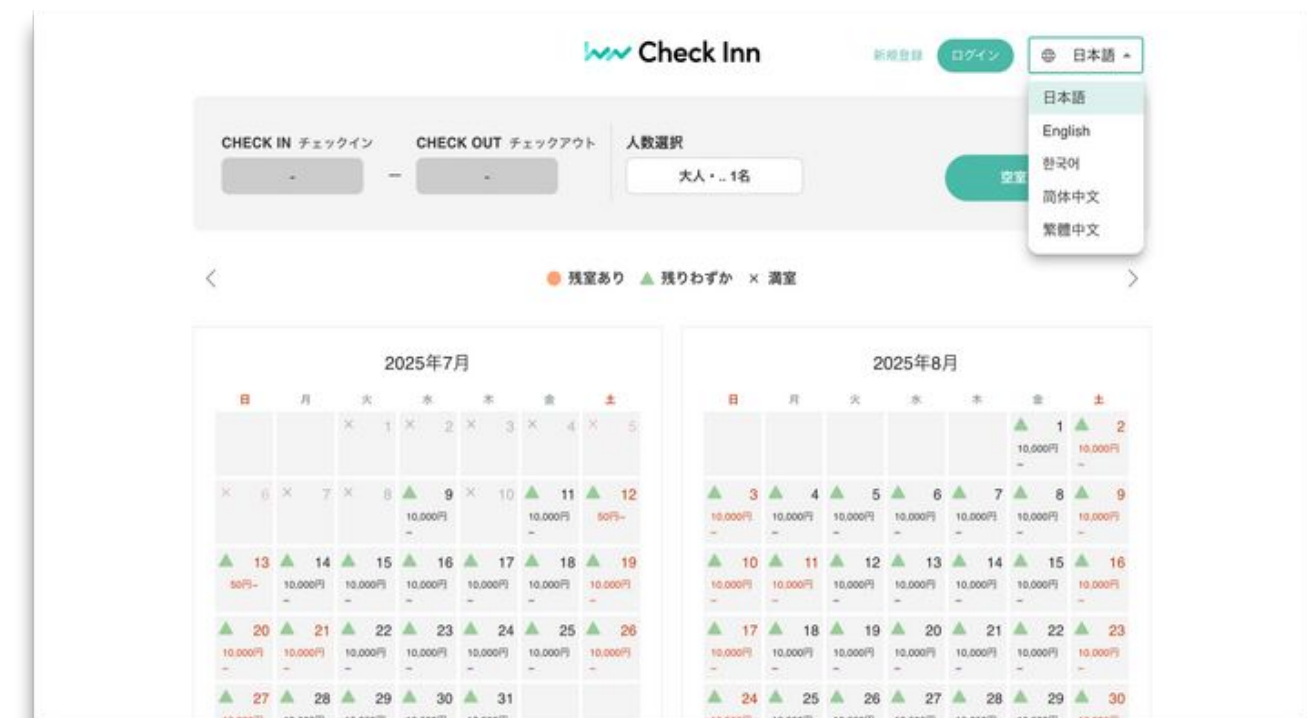 Check Inn
新規登録
ログイン
日本語
日本語
English
한국어
简体中文
繁體中文
CHECK IN チェックイン
CHECK OUT チェックアウト
人数選択
-
–
-
大人・.. 1名
空室
残室あり ▲ 残りわずか × 満室
2025年7月
日 月 火 水 木 金 土
× 1 × 2 × 3 × 4 × 5
× 6 × 7 × 8 ▲ 9 × 10 ▲ 11 ▲ 12
10,000円~ 10,000円~ 50円~
▲ 13 ▲ 14 ▲ 15 ▲ 16 ▲ 17 ▲ 18 ▲ 19
50円~ 10,000円~ 10,000円~ 10,000円~ 10,000円~ 10,000円~ 10,000円~
▲ 20 ▲ 21 ▲ 22 ▲ 23 ▲ 24 ▲ 25 ▲ 26
10,000円~ 10,000円~ 10,000円~ 10,000円~ 10,000円~ 10,000円~ 10,000円~
▲ 27 ▲ 28 ▲ 29 ▲ 30 ▲ 31
2025年8月
日 月 火 水 木 金 土
▲ 1 ▲ 2
10,000円~ 10,000円~
▲ 3 ▲ 4 ▲ 5 ▲ 6 ▲ 7 ▲ 8 ▲ 9
10,000円~ 10,000円~ 10,000円~ 10,000円~ 10,000円~ 10,000円~ 10,000円~
▲ 10 ▲ 11 ▲ 12 ▲ 13 ▲ 14 ▲ 15 ▲ 16
10,000円~ 10,000円~ 10,000円~ 10,000円~ 10,000円~ 10,000円~ 10,000円~
▲ 17 ▲ 18 ▲ 19 ▲ 20 ▲ 21 ▲ 22 ▲ 23
10,000円~ 10,000円~ 10,000円~ 10,000円~ 10,000円~ 10,000円~ 10,000円~
▲ 24 ▲ 25 ▲ 26 ▲ 27 ▲ 28 ▲ 29 ▲ 30